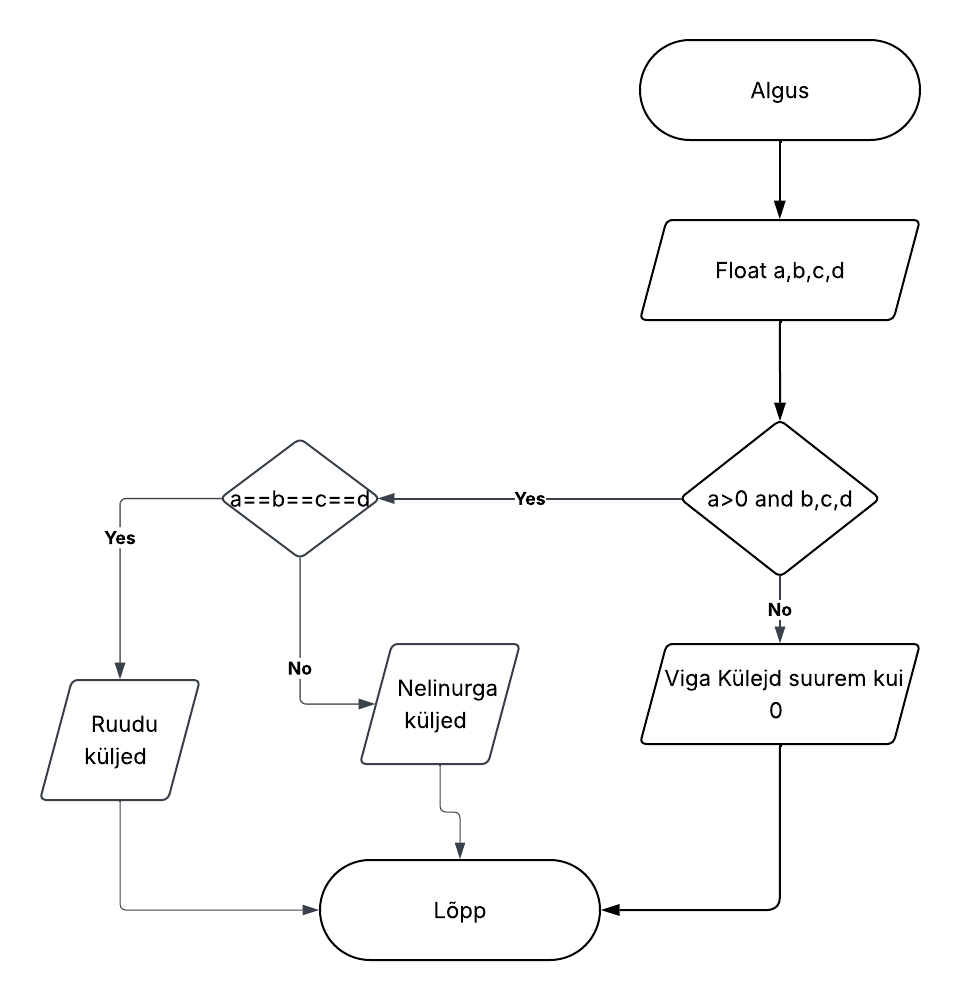 Algus
Float a,b,c,d
a>0 and b,c,d
Yes
a==b==c==d
Yes
No
No
Viga Külejd suurem kui
0
Nelinurga
küljed
Ruudu
küljed
Lõpp